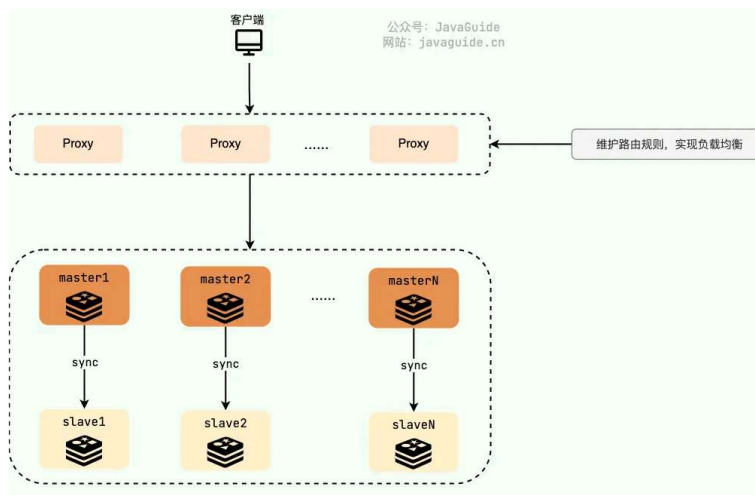 客户端
公众号：JavaGuide
网站：javaguide.cn
Proxy
Proxy
......
Proxy
维护路由规则，实现负载均衡
master1
master2
......
masterN
sync
sync
sync
slave1
slave2
slaveN